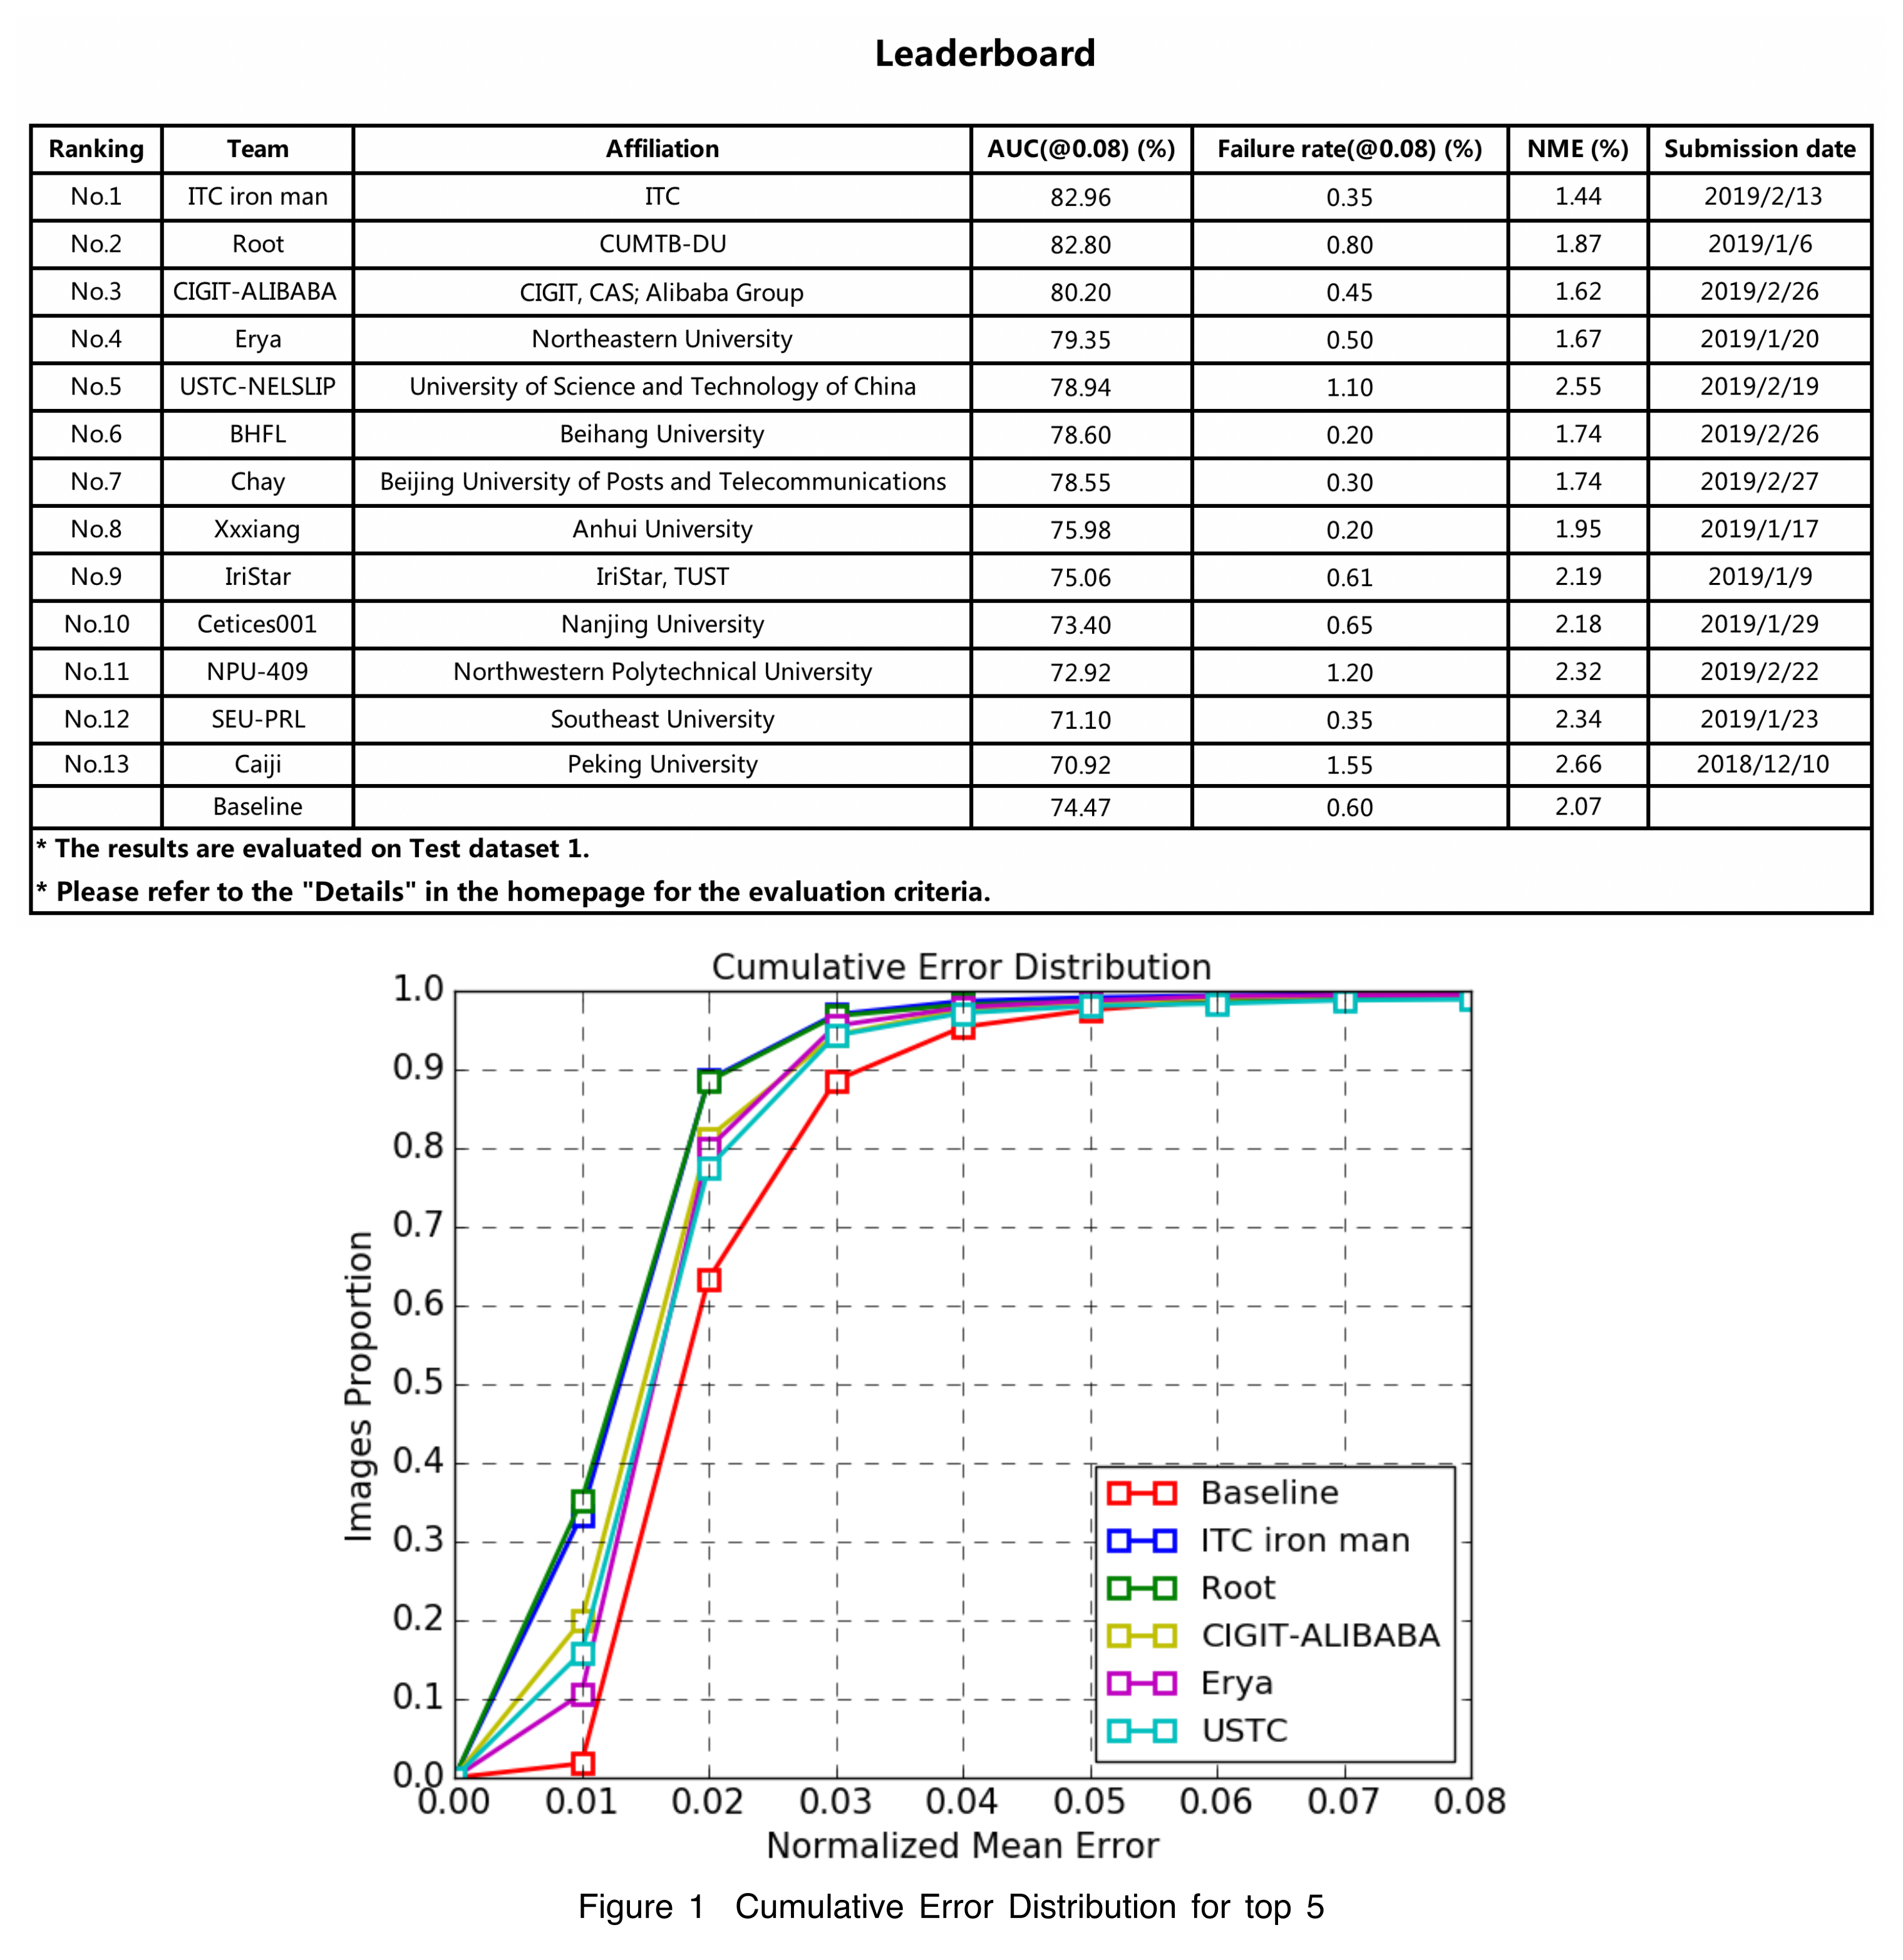 Leaderboard
Ranking Team Affiliation AUC(@0.08) (%) Failure rate(@0.08) (%) NME (%) Submission date
No.1 ITC iron man ITC 82.96 0.35 1.44 2019/2/13
No.2 Root CUMTB-DU 82.80 0.80 1.87 2019/1/6
No.3 CIGIT-ALIBABA CIGIT, CAS; Alibaba Group 80.20 0.45 1.62 2019/2/26
No.4 Erya Northeastern University 79.35 0.50 1.67 2019/1/20
No.5 USTC-NELSLIP University of Science and Technology of China 78.94 1.10 2.55 2019/2/19
No.6 BHFL Beihang University 78.60 0.20 1.74 2019/2/26
No.7 Chay Beijing University of Posts and Telecommunications 78.55 0.30 1.74 2019/2/27
No.8 Xxxiang Anhui University 75.98 0.20 1.95 2019/1/17
No.9 IriStar IriStar, TUST 75.06 0.61 2.19 2019/1/9
No.10 Cetices001 Nanjing University 73.40 0.65 2.18 2019/1/29
No.11 NPU-409 Northwestern Polytechnical University 72.92 1.20 2.32 2019/2/22
No.12 SEU-PRL Southeast University 71.10 0.35 2.34 2019/1/23
No.13 Caiji Peking University 70.92 1.55 2.66 2018/12/10
Baseline 74.47 0.60 2.07
* The results are evaluated on Test dataset 1.
* Please refer to the "Details" in the homepage for the evaluation criteria.
Cumulative Error Distribution
1.0
0.9
0.8
0.7
0.6
0.5
0.4
0.3
0.2
0.1
0.0
Images Proportion
Baseline
ITC iron man
Root
CIGIT-ALIBABA
Erya
USTC
0.00 0.01 0.02 0.03 0.04 0.05 0.06 0.07 0.08
Normalized Mean Error
Figure 1 Cumulative Error Distribution for top 5